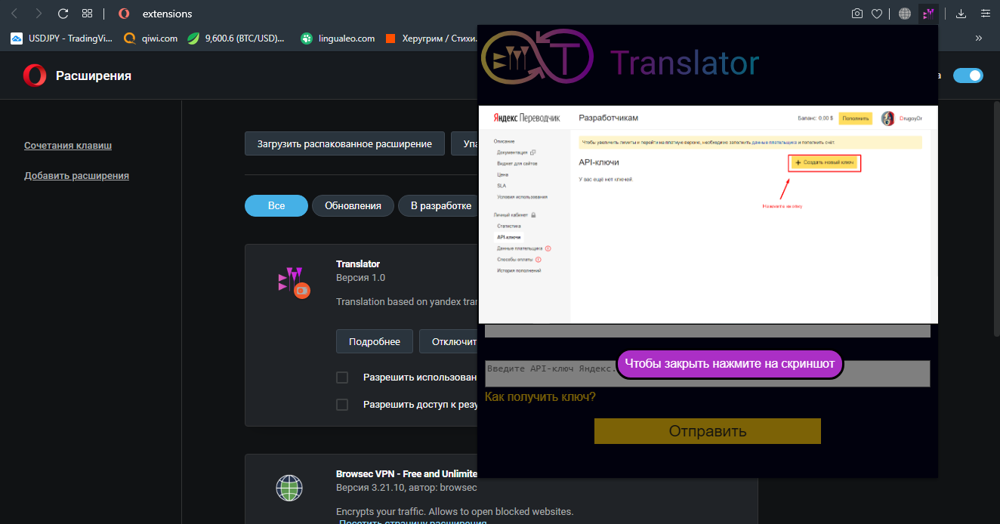 extensions
USDJPY - TradingVi...
qiwi.com
9,600.6 (BTC/USD)...
lingualeo.com
Херугрим / Стихи.
»
Расширения
а
Сочетания клавиш
Добавить расширения
Загрузить распакованное расширение
Упа
Все
Обновления
В разработке
Translator
Версия 1.0
Translation based on yandex tran
Подробнее
Отключит
Разрешить использован
Разрешить доступ к резу
Browsec VPN - Free and Unlimite
Версия 3.21.10, автор: browsec
Encrypts your traffic. Allows to open blocked websites.
Посетить страницу расширения
Translator
Яндекс Переводчик
Разработчикам
Баланс: 0.00 $
Пополнить
DrugoyDr
Описание
Документация
Виджет для сайтов
Цена
SLA
Условия использования
Личный кабинет
Статистика
API-ключи
Данные плательщика
Способы оплаты
История пополнений
Чтобы увеличить лимиты и перейти на платную версию, необходимо заполнить данные плательщика и пополнить счёт.
API-ключи
+ Создать новый ключ
У вас ещё нет ключей.
Нажмите кнопку
Введите API-ключ Яндекс.
Чтобы закрыть нажмите на скриншот
Как получить ключ?
Отправить